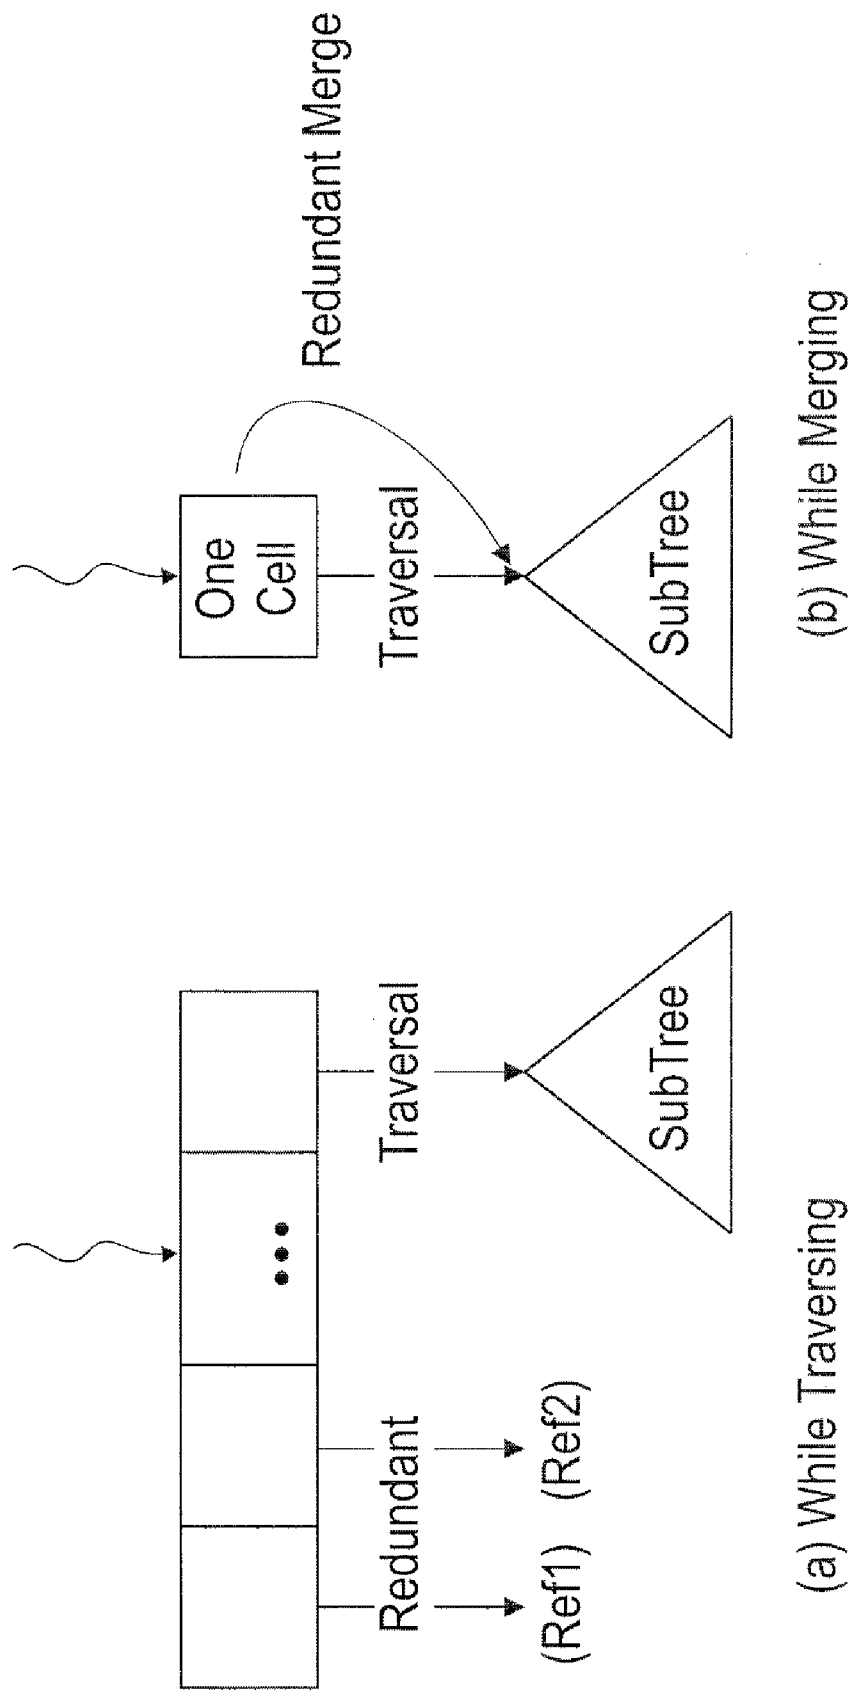 Redundant
Traversal
(Ref1) (Ref2)
SubTree
(a) While Traversing
One
Cell
Redundant Merge
Traversal
SubTree
(b) While Merging